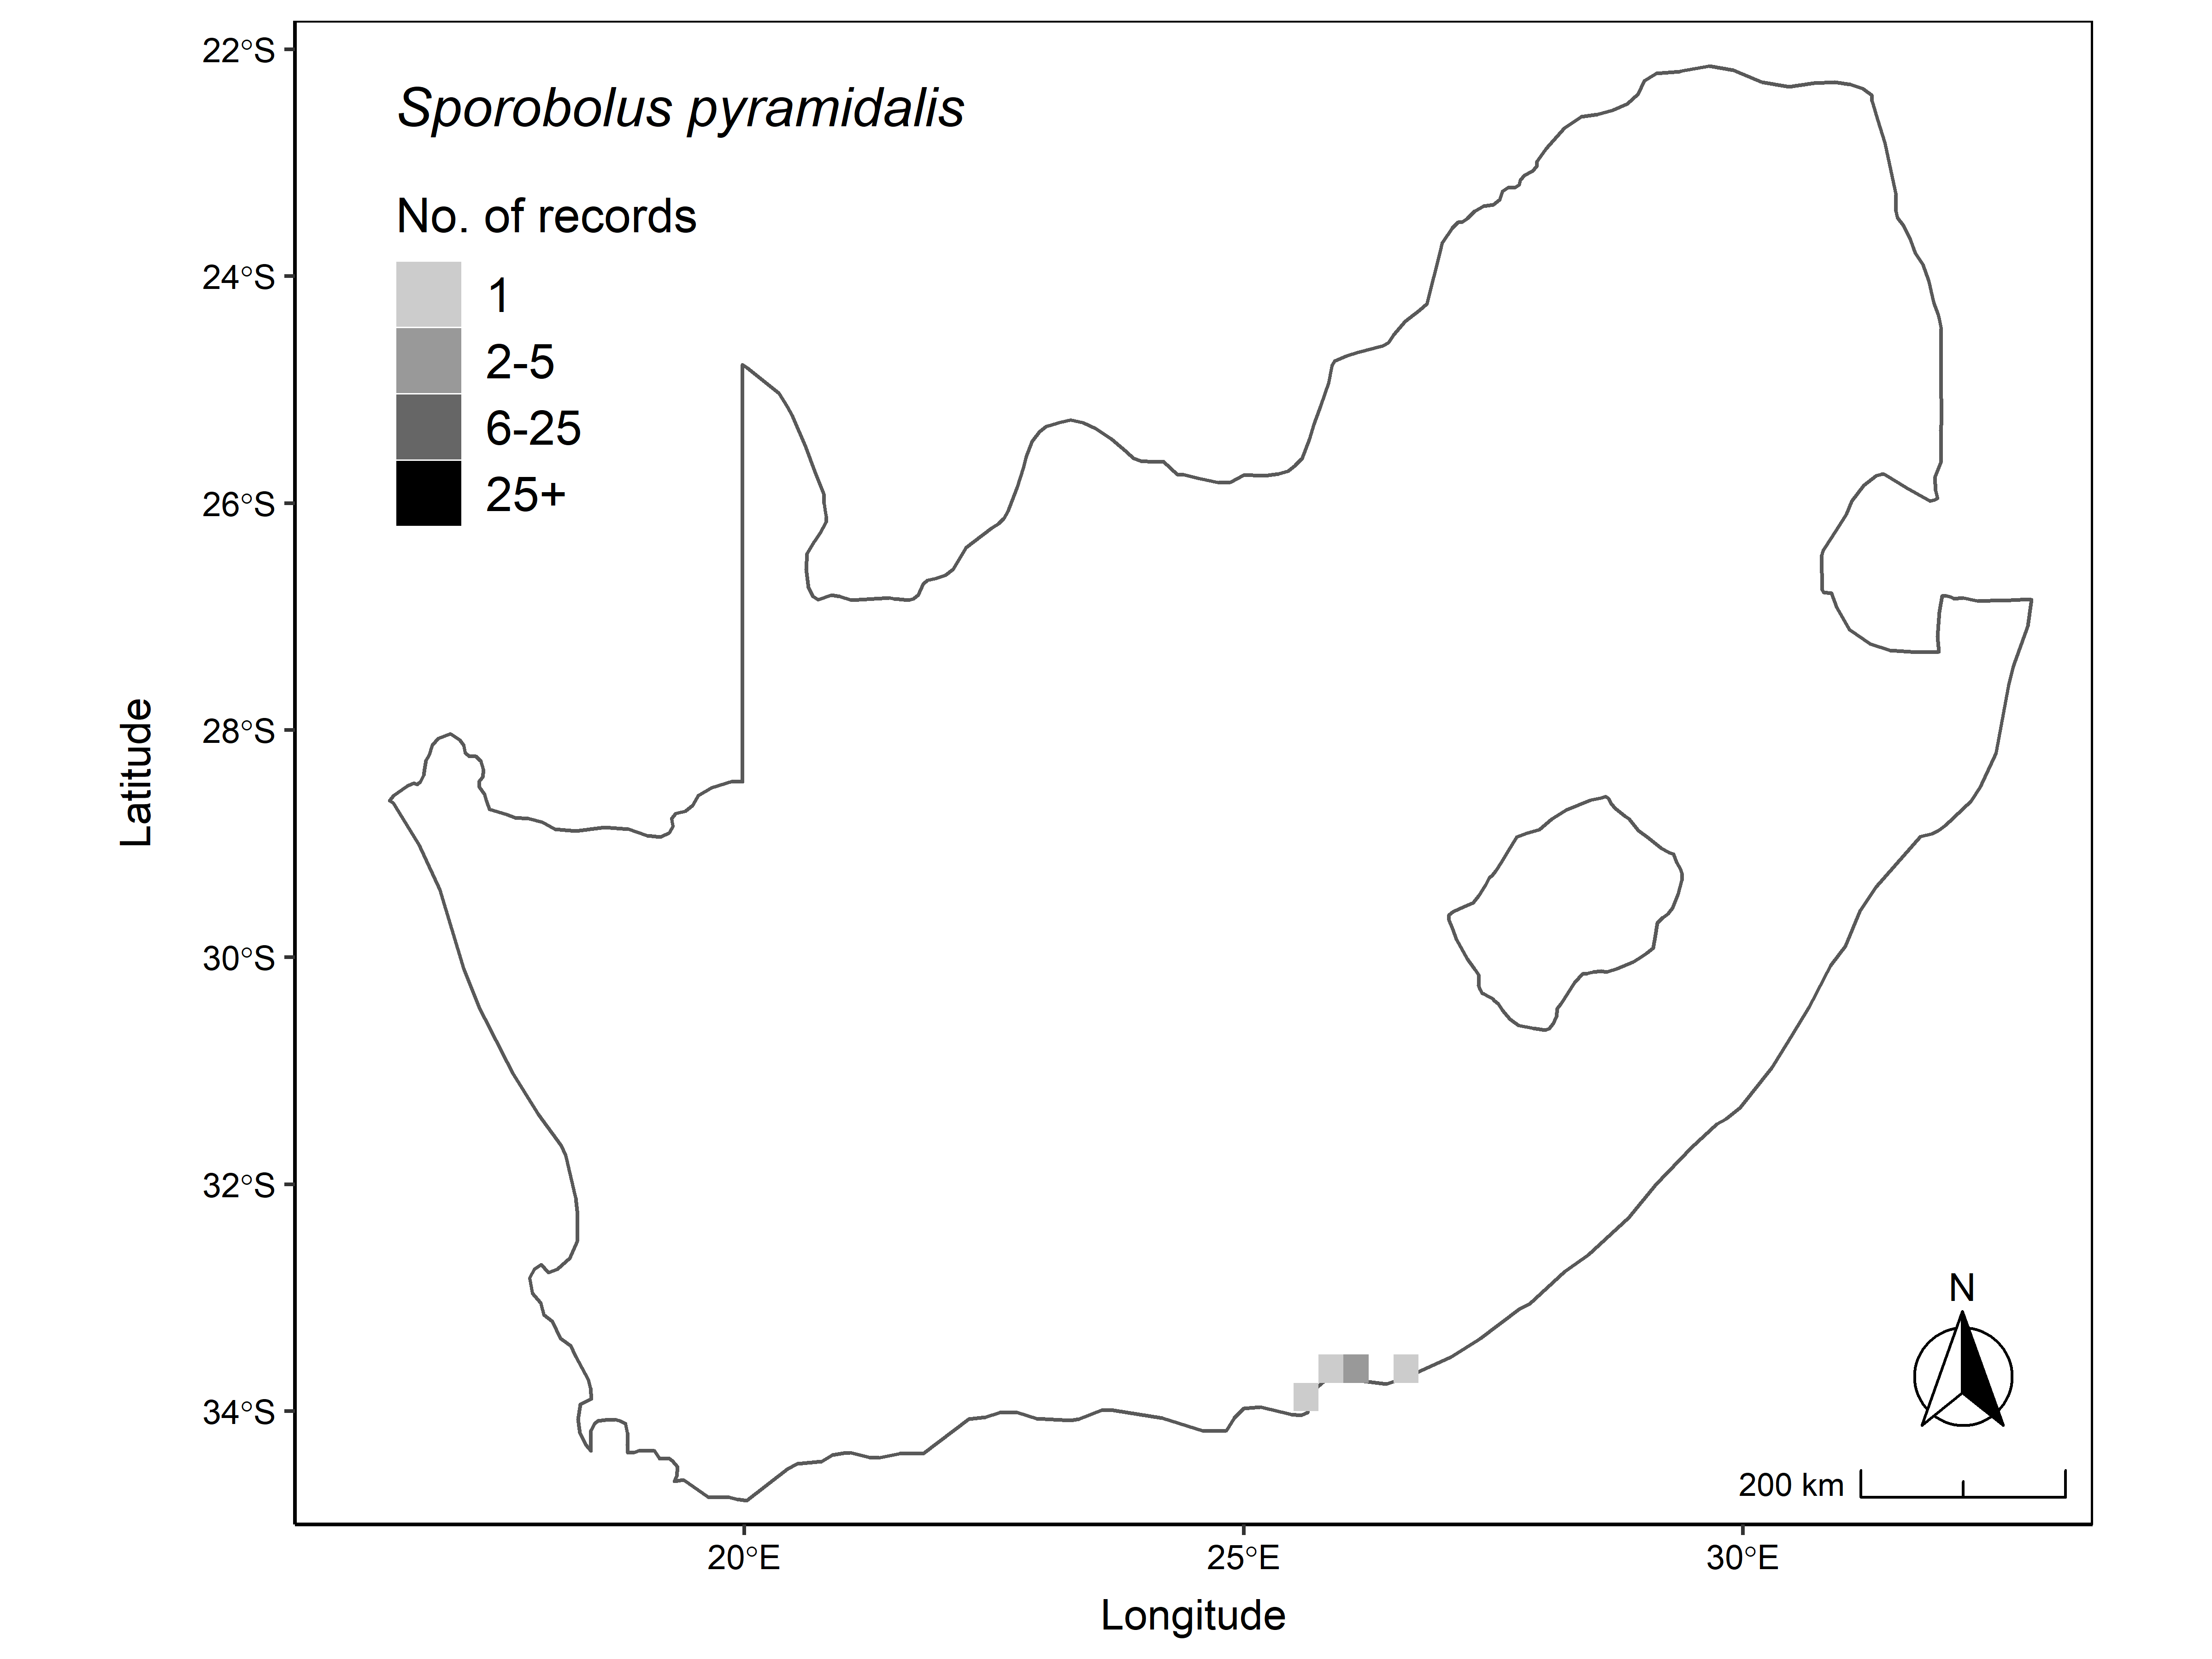 Sporobolus pyramidalis
No. of records
1
2-5
6-25
25+
22°S
24°S
26°S
28°S
30°S
32°S
34°S
Latitude
N
200 km
20°E
25°E
30°E
Longitude